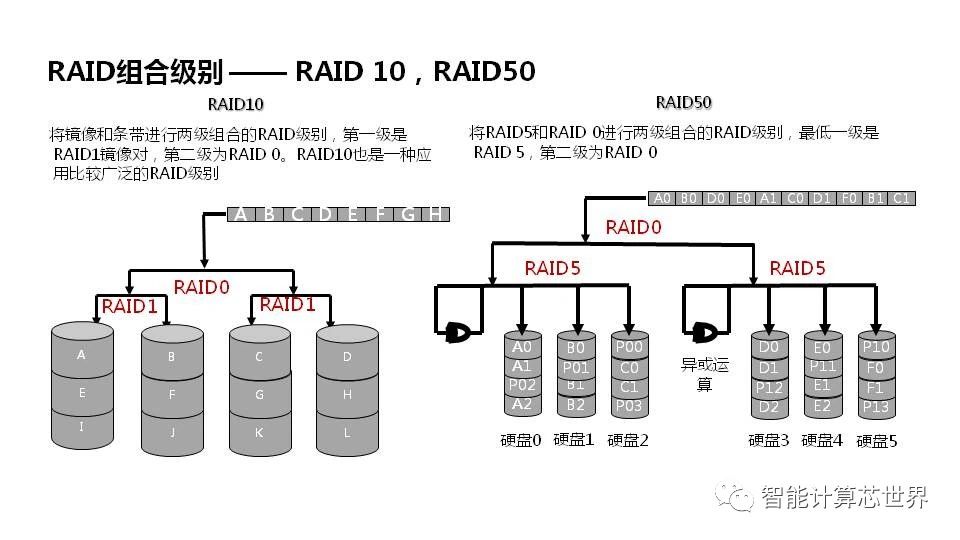 RAID组合级别 —— RAID 10，RAID50
RAID10
将镜像和条带进行两级组合的RAID级别，第一级是
RAID1镜像对，第二级为RAID 0。RAID10也是一种应
用比较广泛的RAID级别
A B C D E F G H
RAID0
RAID1 RAID1
A B C D
E F G H
I J K L
RAID50
将RAID5和RAID 0进行两级组合的RAID级别，最低一级是
RAID 5，第二级为RAID 0
A0 B0 D0 E0 A1 C0 D1 F0 B1 C1
RAID0
RAID5 RAID5
A0 B0 P00
A1 P01 C0
P02 B1 C1
A2 B2 P03
硬盘0 硬盘1 硬盘2
异或运
算
D0 E0 P10
D1 P11 F0
P12 E1 F1
D2 E2 P13
硬盘3 硬盘4 硬盘5
智能计算芯世界